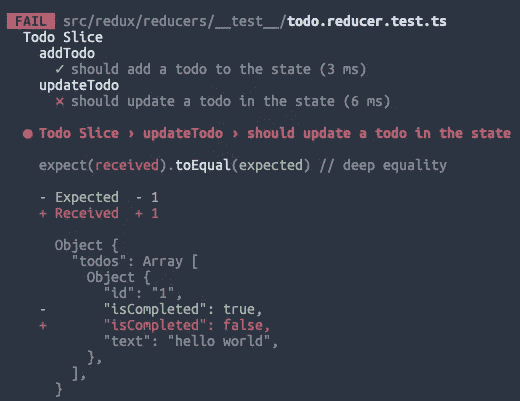 FAIL src/redux/reducers/__test__/todo.reducer.test.ts
Todo Slice
addTodo
✓ should add a todo to the state (3 ms)
updateTodo
✕ should update a todo in the state (6 ms)
● Todo Slice › updateTodo › should update a todo in the state
expect(received).toEqual(expected) // deep equality
- Expected - 1
+ Received + 1
Object {
"todos": Array [
Object {
"id": "1",
- "isCompleted": true,
+ "isCompleted": false,
"text": "hello world",
},
],
}